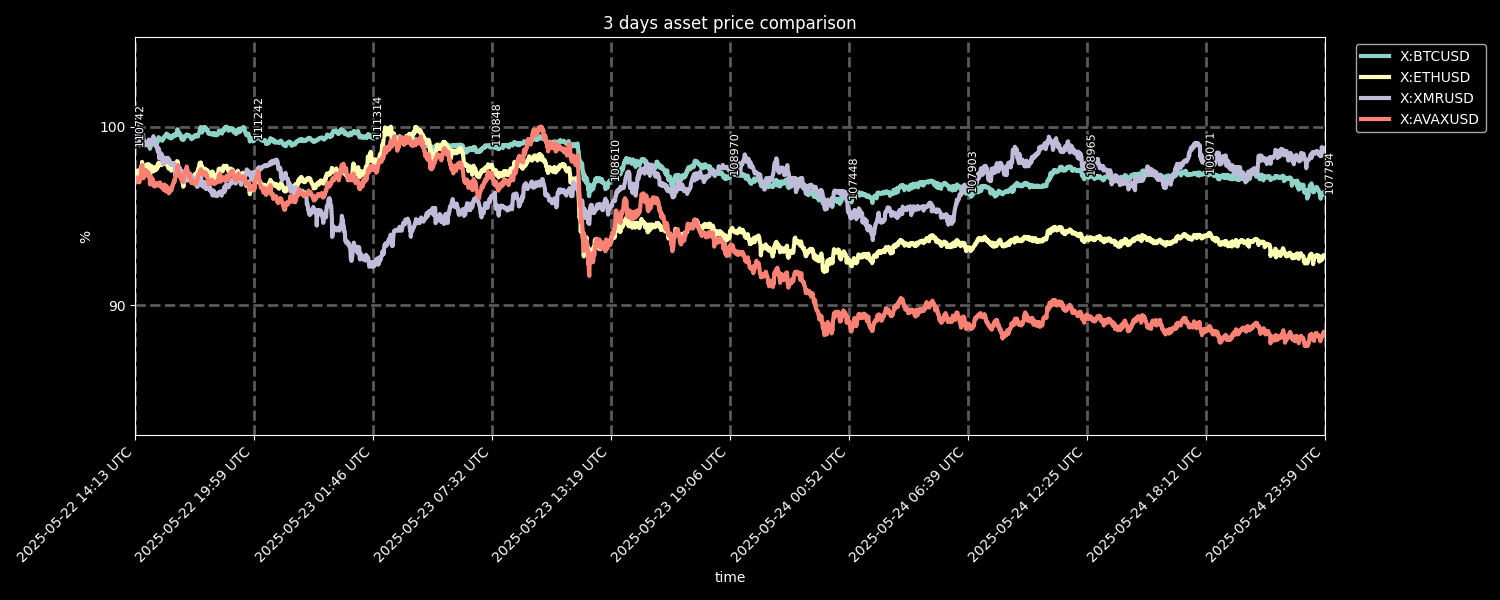 3 days asset price comparison
X:BTCUSD
X:ETHUSD
X:XMRUSD
X:AVAXUSD
100
90
%
111242
111314
110848
108610
108970
107448
107903
108965
109071
107794
2025-05-22 14:13 UTC
2025-05-22 19:59 UTC
2025-05-23 01:46 UTC
2025-05-23 07:32 UTC
2025-05-23 13:19 UTC
2025-05-23 19:06 UTC
2025-05-24 00:52 UTC
2025-05-24 06:39 UTC
2025-05-24 12:25 UTC
2025-05-24 18:12 UTC
2025-05-24 23:59 UTC
time